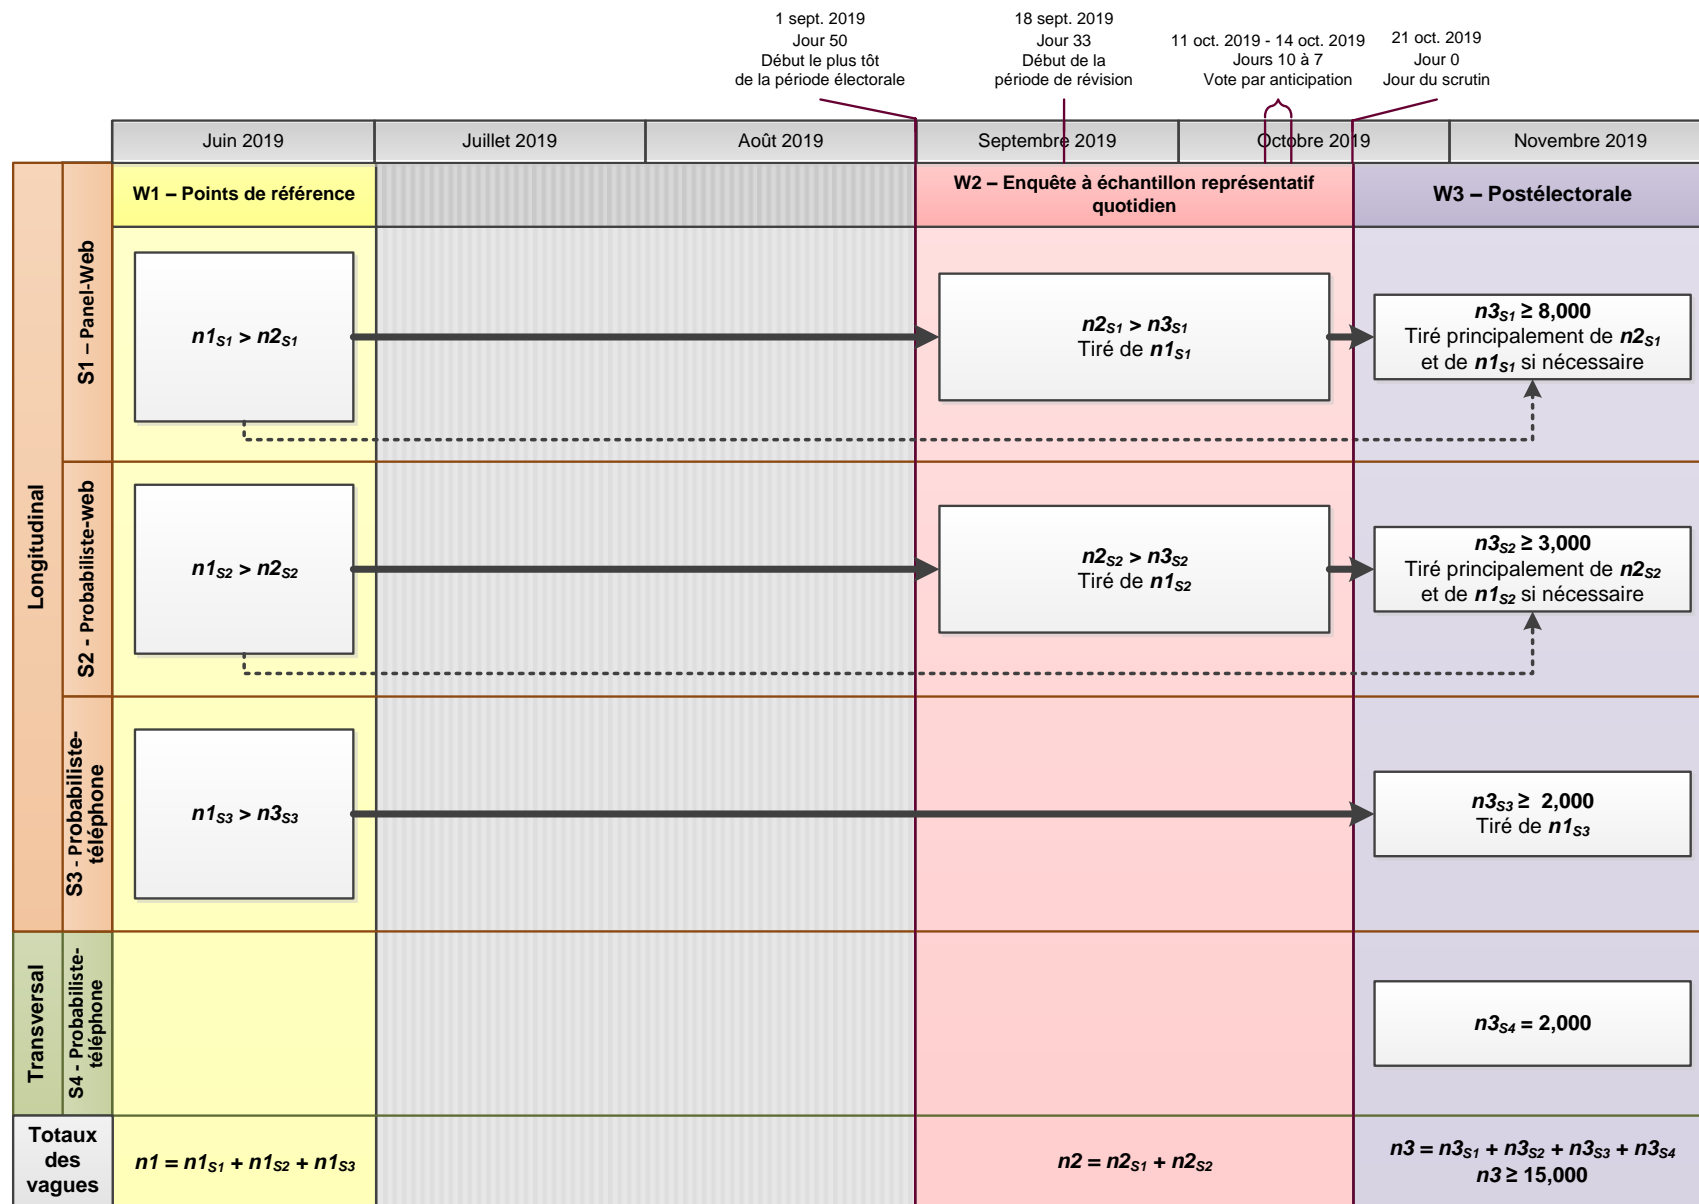 1 sept. 2019
Jour 50
Début le plus tôt
de la période électorale
18 sept. 2019
Jour 33
Début de la
période de révision
11 oct. 2019 - 14 oct. 2019
Jours 10 à 7
Vote par anticipation
21 oct. 2019
Jour 0
Jour du scrutin
Juin 2019
Juillet 2019
Août 2019
Septembre 2019
Octobre 2019
Novembre 2019
W1 – Points de référence
W2 – Enquête à échantillon représentatif
quotidien
W3 – Postélectorale
Longitudinal
S1 – Panel-Web
n1S1 > n2S1
n2S1 > n3S1
Tiré de n1S1
n3S1 ≥ 8,000
Tiré principalement de n2S1
et de n1S1 si nécessaire
S2 - Probabiliste-web
n1S2 > n2S2
n2S2 > n3S2
Tiré de n1S2
n3S2 ≥ 3,000
Tiré principalement de n2S2
et de n1S2 si nécessaire
S3 - Probabiliste-
téléphone
n1S3 > n3S3
n3S3 ≥ 2,000
Tiré de n1S3
Transversal
S4 - Probabiliste-
téléphone
n3S4 = 2,000
Totaux
des
vagues
n1 = n1S1 + n1S2 + n1S3
n2 = n2S1 + n2S2
n3 = n3S1 + n3S2 + n3S3 + n3S4
n3 ≥ 15,000